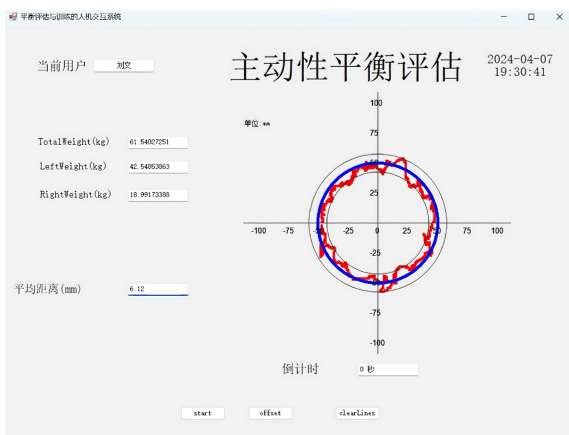 平衡评估与训练的人机交互系统
当前用户 刘文
主动性平衡评估
2024-04-07
19:30:41
单位:mm
TotalWeight(kg) 61.54027251
LeftWeight(kg) 42.54853863
RightWeight(kg) 18.99173388
平均距离(mm) 6.12
100
75
50
25
-100 -75 -50 -25 0 25 50 75 100
-25
-50
-75
-100
倒计时 0 秒
start offset clearLines